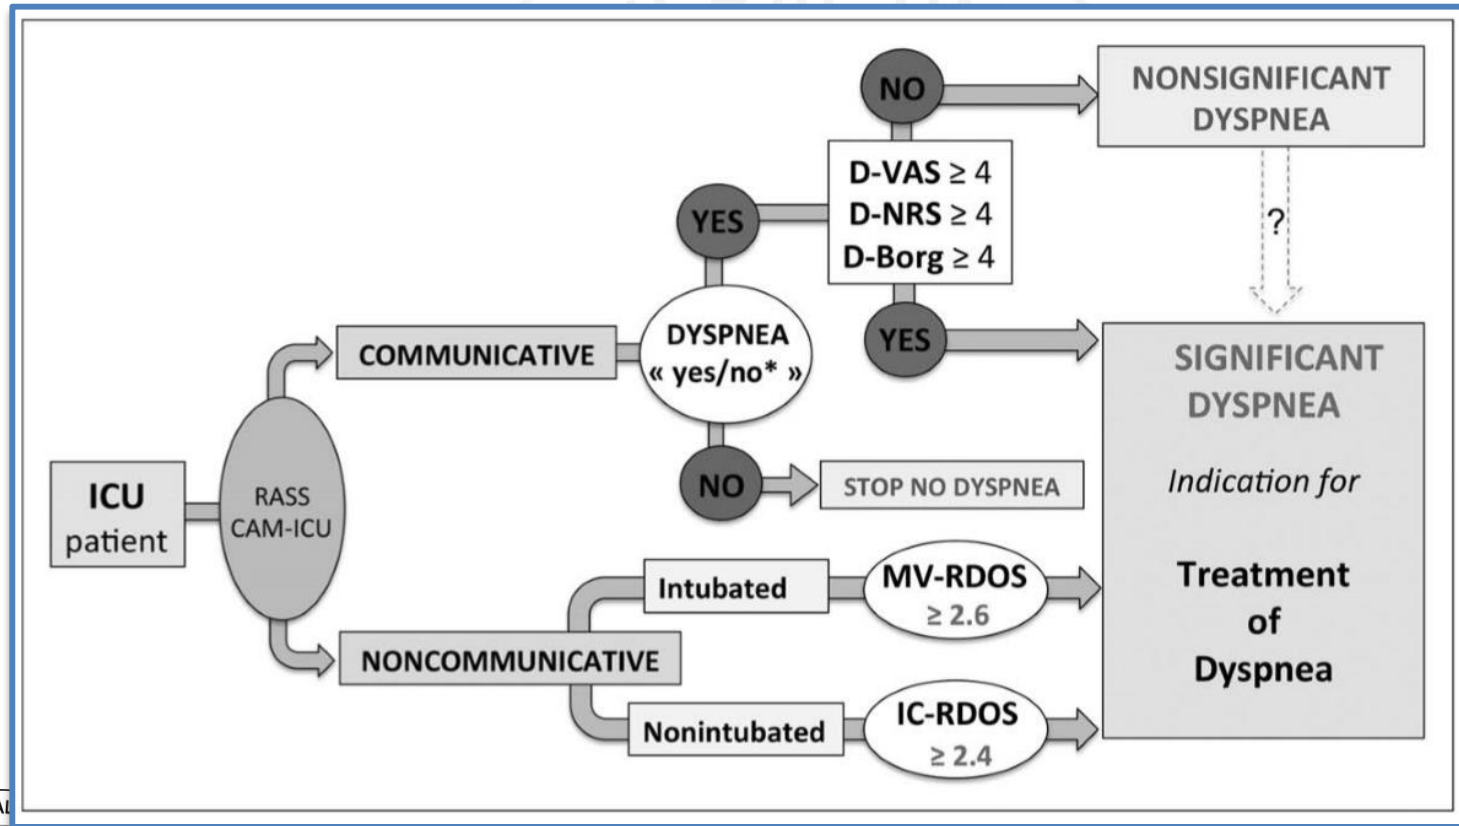 NO
NONSIGNIFICANT
DYSPNEA
D-VAS ≥ 4
D-NRS ≥ 4
D-Borg ≥ 4
YES
?
YES
DYSPNEA
« yes/no* »
COMMUNICATIVE
SIGNIFICANT
DYSPNEA
Indication for
Treatment
of
Dyspnea
NO
STOP NO DYSPNEA
ICU
patient
RASS
CAM-ICU
Intubated
MV-RDOS
≥ 2.6
NONCOMMUNICATIVE
Nonintubated
IC-RDOS
≥ 2.4